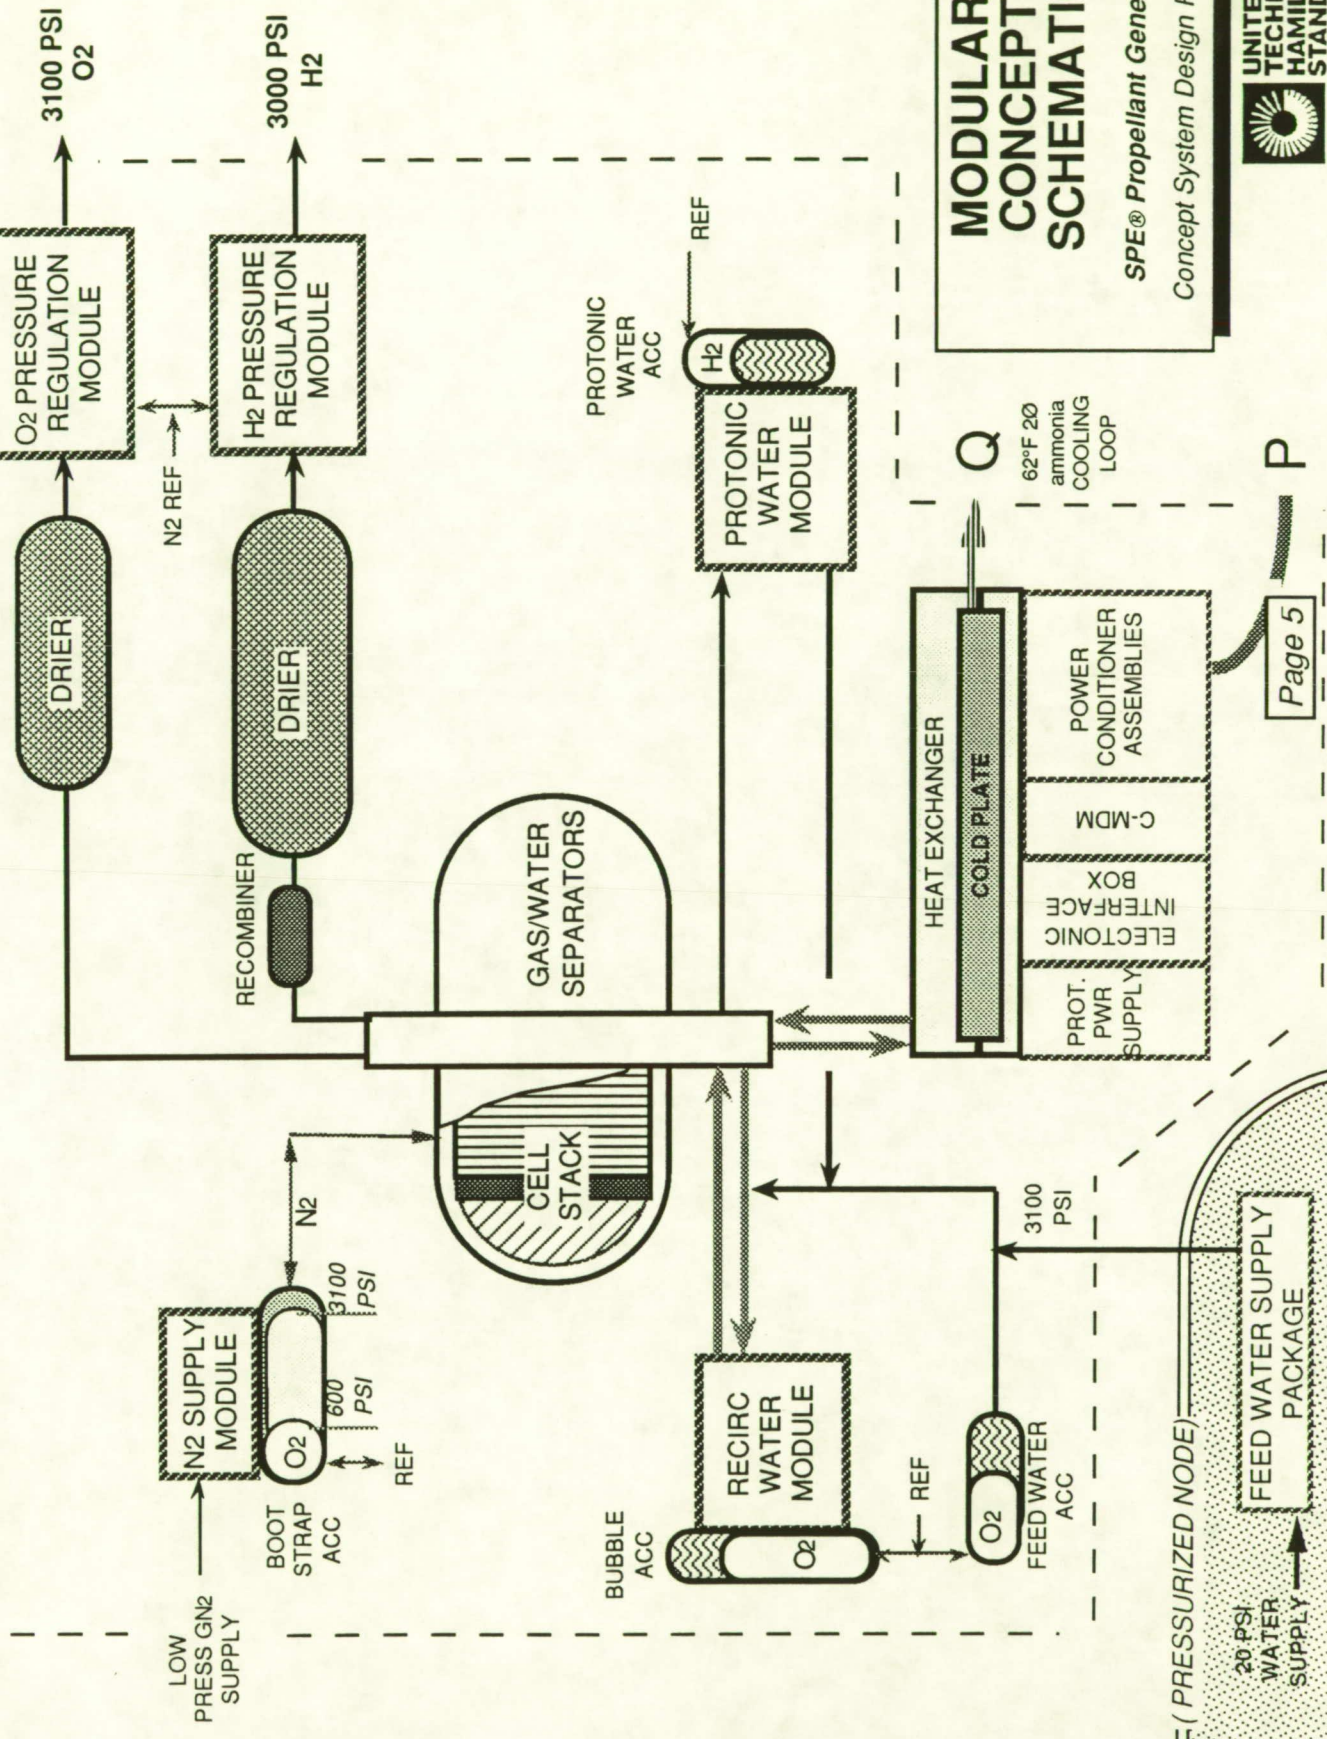 3100 PSI
O2
3000 PSI
H2
O2 PRESSURE
REGULATION
MODULE
H2 PRESSURE
REGULATION
MODULE
N2 REF
DRIER
DRIER
RECOMBINER
GAS/WATER
SEPARATORS
CELL
STACK
N2
N2 SUPPLY
MODULE
O2
600
PSI
3100
PSI
REF
BOOT
STRAP
ACC
LOW
PRESS GN2
SUPPLY
PROTONIC
WATER
ACC
H2
REF
PROTONIC
WATER
MODULE
RECIRC
WATER
MODULE
BUBBLE
ACC
O2
REF
O2
FEED WATER
ACC
3100
PSI
HEAT EXCHANGER
COLD PLATE
PROT.
PWR
SUPPLY
ELECTONIC
INTERFACE
BOX
C-MDM
POWER
CONDITIONER
ASSEMBLIES
Q
62°F 2Ø
ammonia
COOLING
LOOP
P
( PRESSURIZED NODE)
FEED WATER SUPPLY
PACKAGE
20 PSI
WATER
SUPPLY
MODULAR
CONCEPT
SCHEMATI
SPE® Propellant Gene
Concept System Design
UNITE
TECH
HAMIL
STAND
Page 5